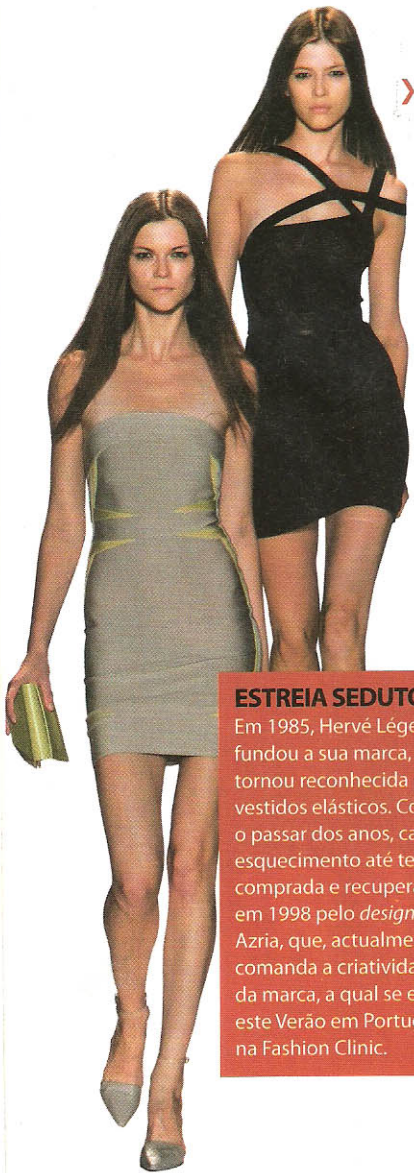 ESTREIA SEDUTO
Em 1985, Hervé Lége
fundou a sua marca,
tornou reconhecida
vestidos elásticos. Co
o passar dos anos, ca
esquecimento até te
comprada e recuper
em 1998 pelo design
Azria, que, actualme
comanda a criativida
da marca, a qual se e
este Verão em Portu
na Fashion Clinic.